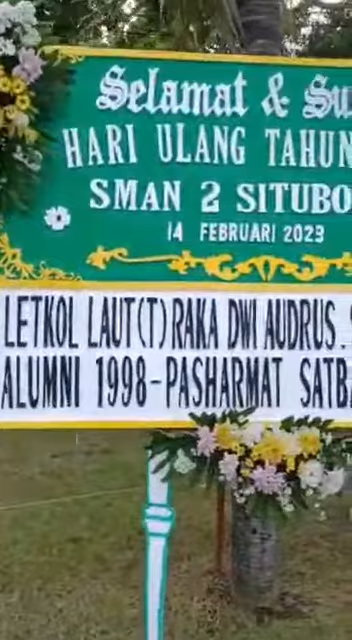 Selamat & Su
HARI ULANG TAHUN
SMAN 2 SITUBO
14 FEBRUARI 2023
LETKOL LAUT(T) RAKA DWI AUDRUS.
ALUMNI 1998-PASHARMAT SATB